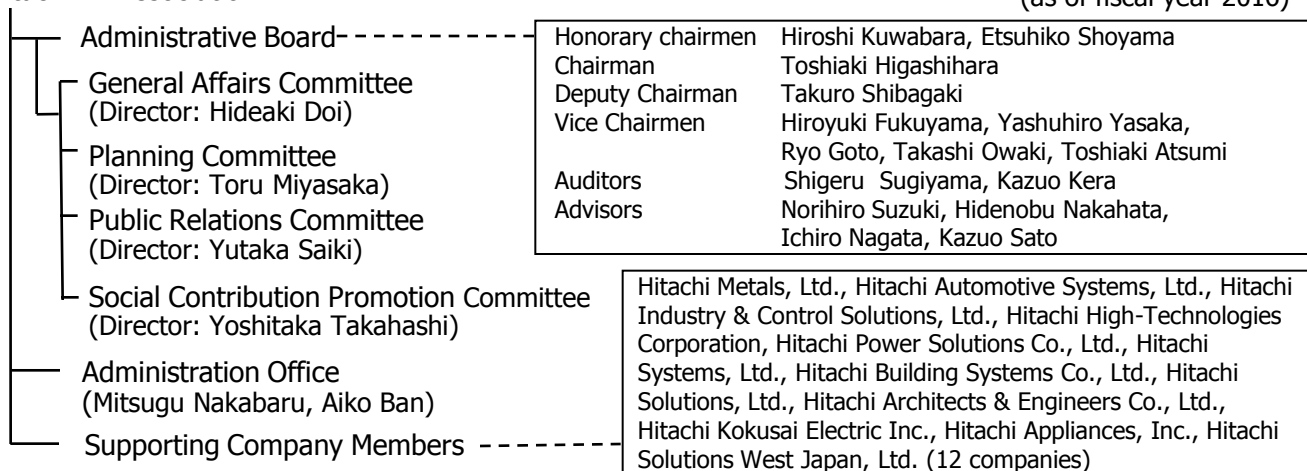 (as of fiscal year 2016)
Administrative Board
General Affairs Committee
(Director: Hideaki Doi)
Planning Committee
(Director: Toru Miyasaka)
Public Relations Committee
(Director: Yutaka Saiki)
Social Contribution Promotion Committee
(Director: Yoshitaka Takahashi)
Administration Office
(Mitsugu Nakabaru, Aiko Ban)
Supporting Company Members
Honorary chairmen Hiroshi Kuwabara, Etsuhiko Shoyama
Chairman Toshiaki Higashihara
Deputy Chairman Takuro Shibagaki
Vice Chairmen Hiroyuki Fukuyama, Yashuhiro Yasaka,
Ryo Goto, Takashi Owaki, Toshiaki Atsumi
Auditors Shigeru Sugiyama, Kazuo Kera
Advisors Norihiro Suzuki, Hidenobu Nakahata,
Ichiro Nagata, Kazuo Sato
Hitachi Metals, Ltd., Hitachi Automotive Systems, Ltd., Hitachi
Industry & Control Solutions, Ltd., Hitachi High-Technologies
Corporation, Hitachi Power Solutions Co., Ltd., Hitachi
Systems, Ltd., Hitachi Building Systems Co., Ltd., Hitachi
Solutions, Ltd., Hitachi Architects & Engineers Co., Ltd.,
Hitachi Kokusai Electric Inc., Hitachi Appliances, Inc., Hitachi
Solutions West Japan, Ltd. (12 companies)